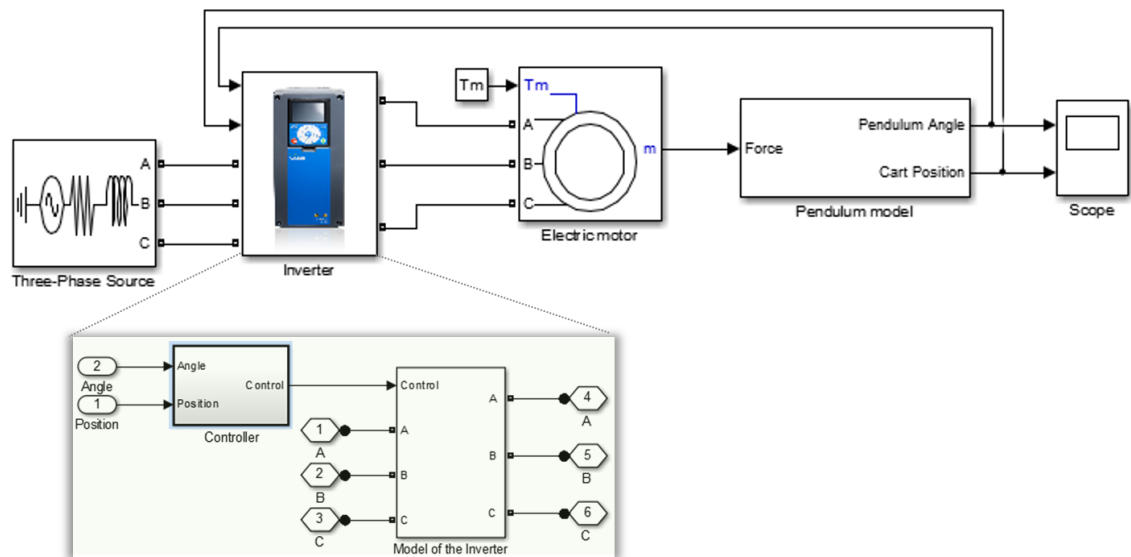 Tm
Tm
A
B
C
m
Force
Pendulum Angle
Cart Position
Pendulum model
Scope
Electric motor
A
B
C
Three-Phase Source
Inverter
2
Angle
1
Position
Angle
Position
Control
Controller
1
A
2
B
3
C
Control
A
B
C
A
B
C
Model of the Inverter
4
A
5
B
6
C